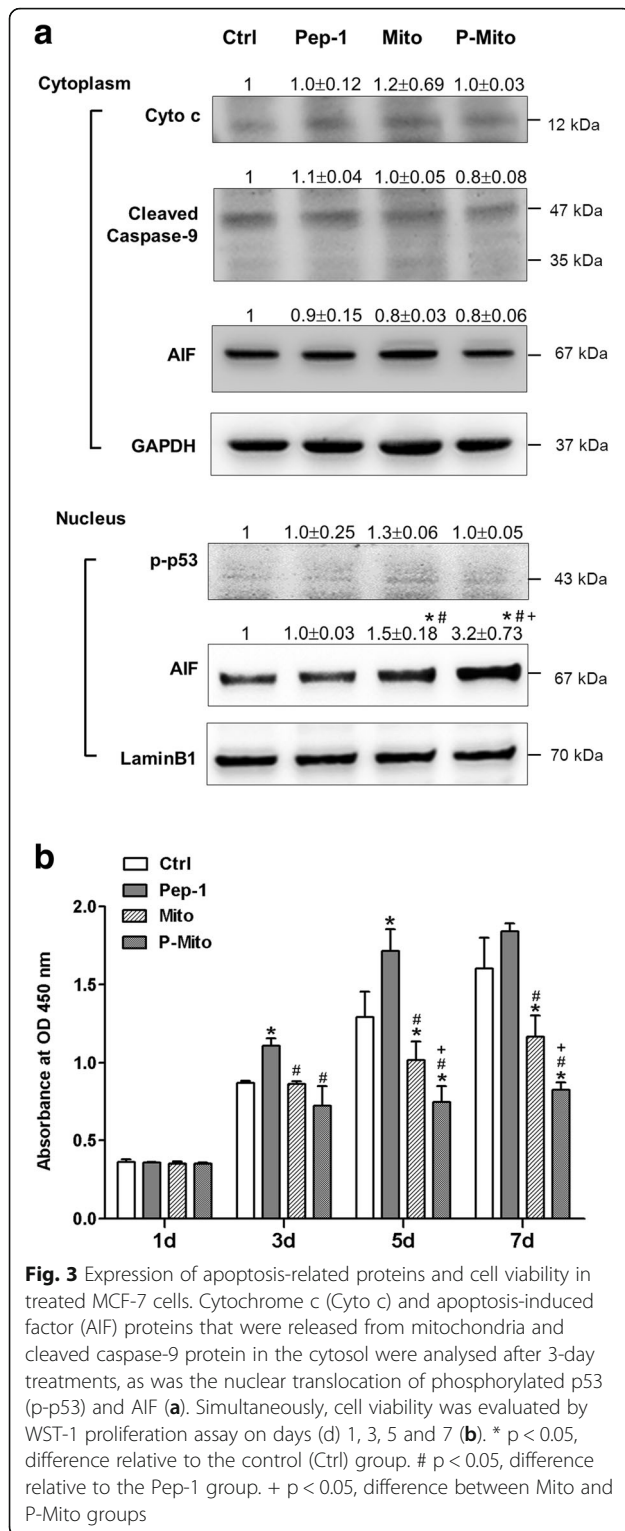 a
Ctrl Pep-1 Mito P-Mito
Cytoplasm
1 1.0±0.12 1.2±0.69 1.0±0.03
Cyto c
12 kDa
1 1.1±0.04 1.0±0.05 0.8±0.08
Cleaved
Caspase-9
47 kDa
35 kDa
1 0.9±0.15 0.8±0.03 0.8±0.06
AIF
67 kDa
GAPDH
37 kDa
Nucleus
1 1.0±0.25 1.3±0.06 1.0±0.05
p-p53
43 kDa
* # * # +
1 1.0±0.03 1.5±0.18 3.2±0.73
AIF
67 kDa
LaminB1
70 kDa
b
Ctrl
Pep-1
Mito
P-Mito
Absorbance at OD 450 nm
2.0
1.5
1.0
0.5
0.0
*
#
#
*
#
*
+
#
*
#
*
+
#
*
1d 3d 5d 7d
Fig. 3 Expression of apoptosis-related proteins and cell viability in
treated MCF-7 cells. Cytochrome c (Cyto c) and apoptosis-induced
factor (AIF) proteins that were released from mitochondria and
cleaved caspase-9 protein in the cytosol were analysed after 3-day
treatments, as was the nuclear translocation of phosphorylated p53
(p-p53) and AIF (a). Simultaneously, cell viability was evaluated by
WST-1 proliferation assay on days (d) 1, 3, 5 and 7 (b). * p < 0.05,
difference relative to the control (Ctrl) group. # p < 0.05, difference
relative to the Pep-1 group. + p < 0.05, difference between Mito and
P-Mito groups